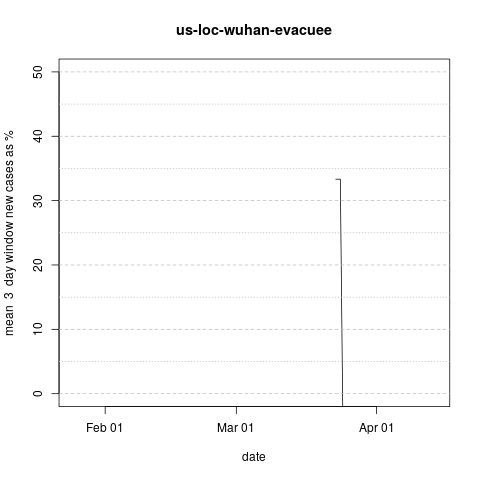 us-loc-wuhan-evacuee
mean  3  day window new cases as %
50
40
30
20
10
0
Feb 01
Mar 01
Apr 01
date